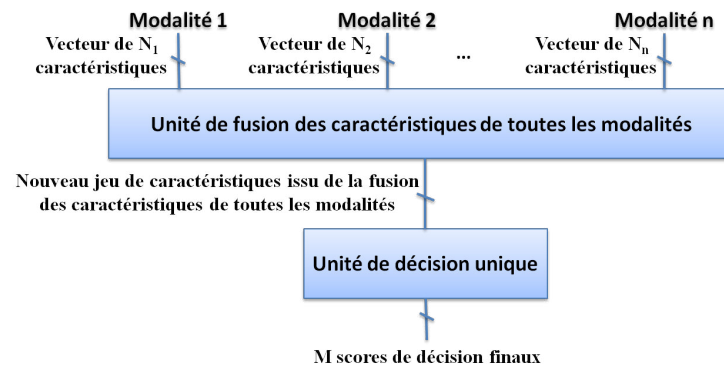 Modalité 1
Modalité 2
Modalité n
Vecteur de N1
caractéristiques
Vecteur de N2
caractéristiques
...
Vecteur de Nn
caractéristiques
Unité de fusion des caractéristiques de toutes les modalités
Nouveau jeu de caractéristiques issu de la fusion
des caractéristiques de toutes les modalités
Unité de décision unique
M scores de décision finaux